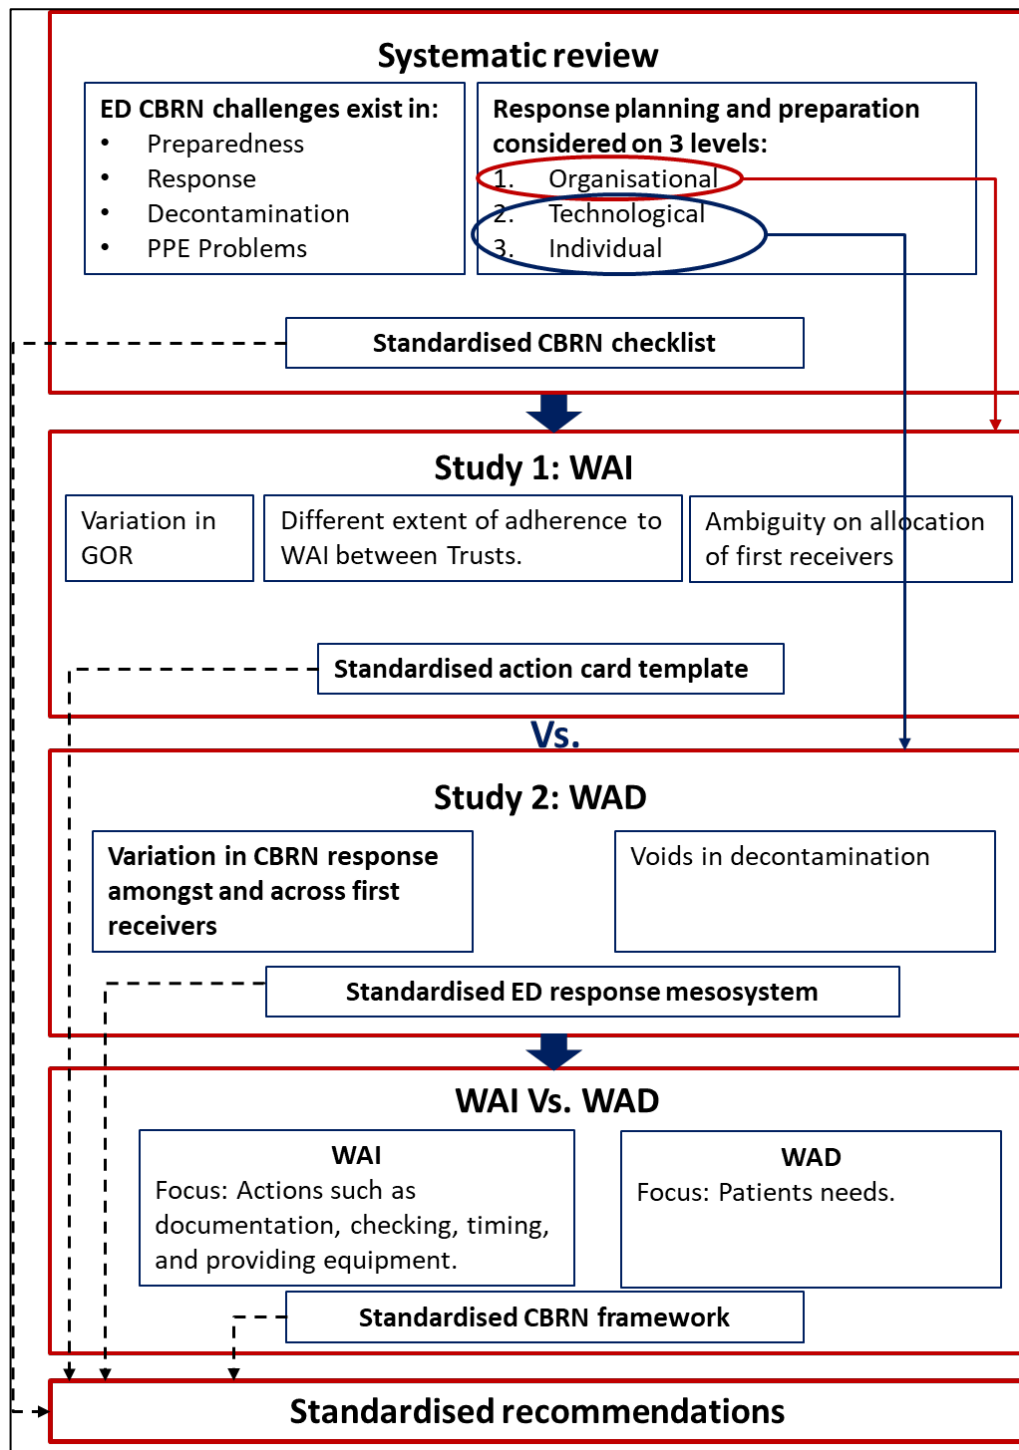 Systematic review
ED CBRN challenges exist in:
• Preparedness
• Response
• Decontamination
• PPE Problems
Response planning and preparation
considered on 3 levels:
1. Organisational
2. Technological
3. Individual
Standardised CBRN checklist
Study 1: WAI
Variation in
GOR
Different extent of adherence to
WAI between Trusts.
Ambiguity on allocation
of first receivers
Standardised action card template
Vs.
Study 2: WAD
Variation in CBRN response
amongst and across first
receivers
Voids in decontamination
Standardised ED response mesosystem
WAI Vs. WAD
WAI
Focus: Actions such as
documentation, checking, timing,
and providing equipment.
WAD
Focus: Patients needs.
Standardised CBRN framework
Standardised recommendations